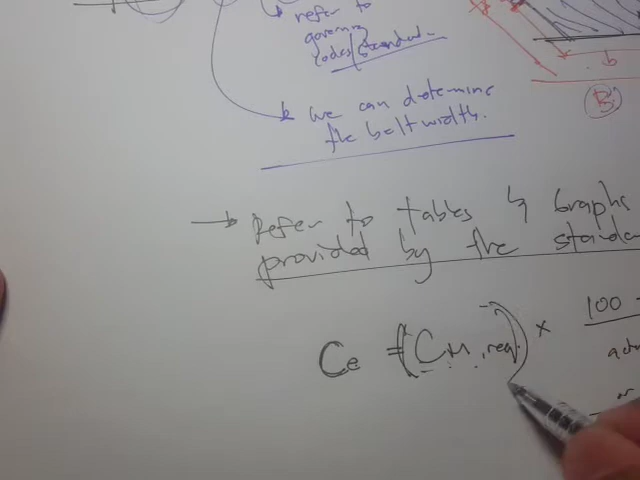 refer to
governing
codes/standard
b
B
we can determine
the belt width.
→ Refer to tables & Graphs
provided by the standa
Ce = (CM, req.) × 100
actu